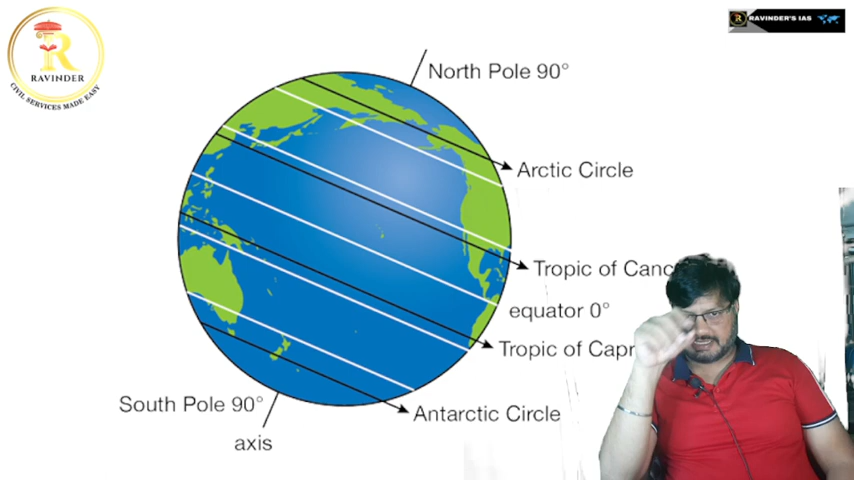 R
RAVINDER
CIVIL SERVICES MADE EASY
R RAVINDER'S IAS
North Pole 90°
Arctic Circle
Tropic of Canc
equator 0°
Tropic of Capr
South Pole 90°
Antarctic Circle
axis